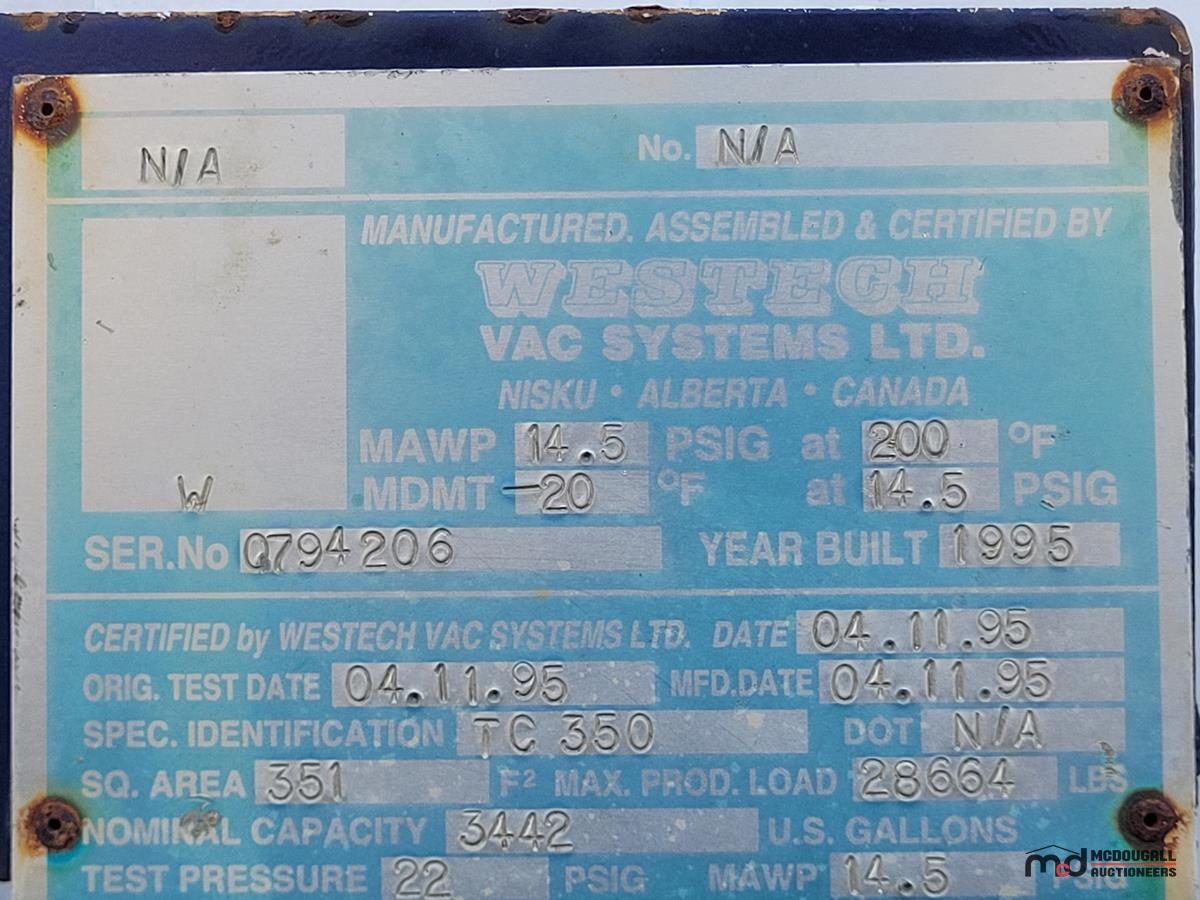 N/A No. N/A
MANUFACTURED. ASSEMBLED & CERTIFIED BY
WESTECH
VAC SYSTEMS LTD.
NISKU • ALBERTA • CANADA
MAWP 14.5 PSIG at 200 °F
W MDMT -20 °F at 14.5 PSIG
SER.No Q794206 YEAR BUILT 1995
CERTIFIED by WESTECH VAC SYSTEMS LTD. DATE 04.11.95
ORIG. TEST DATE 04.11.95 MFD.DATE 04.11.95
SPEC. IDENTIFICATION TC 350 DOT N/A
SQ. AREA 351 F² MAX. PROD. LOAD 28664 LBS
NOMINAL CAPACITY 3442 U.S. GALLONS
TEST PRESSURE 22 PSIG MAWP 14.5 PSIG
mcd MCDOUGALL
AUCTIONEERS